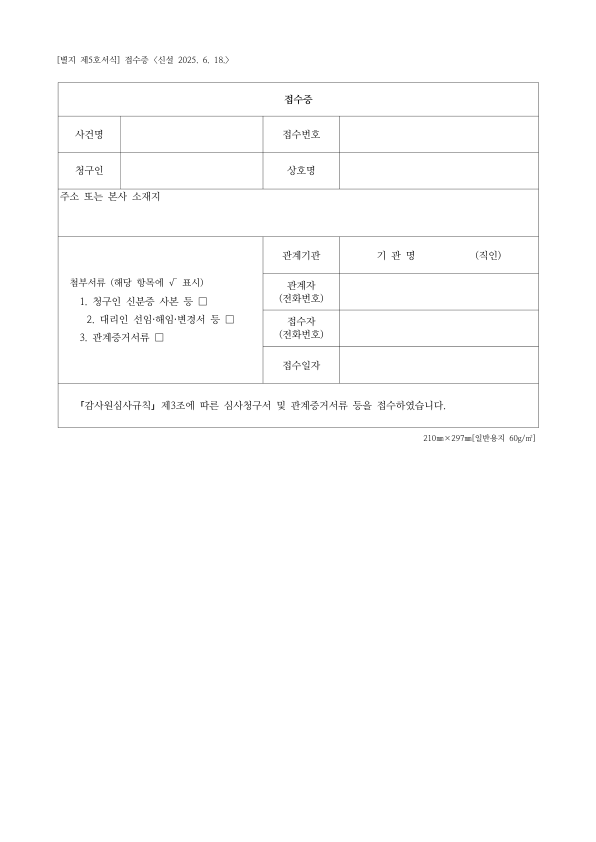 [별지 제5호서식] 접수증 〈신설 2025. 6. 18.〉
접수증
사건명
접수번호
청구인
상호명
주소 또는 본사 소재지
첨부서류 (해당 항목에 √ 표시)
1. 청구인 신분증 사본 등 □
2. 대리인 선임·해임·변경서 등 □
3. 관계증거서류 □
관계기관
기 관 명 (직인)
관계자
(전화번호)
접수자
(전화번호)
접수일자
「감사원심사규칙」 제3조에 따른 심사청구서 및 관계증거서류 등을 접수하였습니다.
210㎜×297㎜[일반용지 60g/㎡]